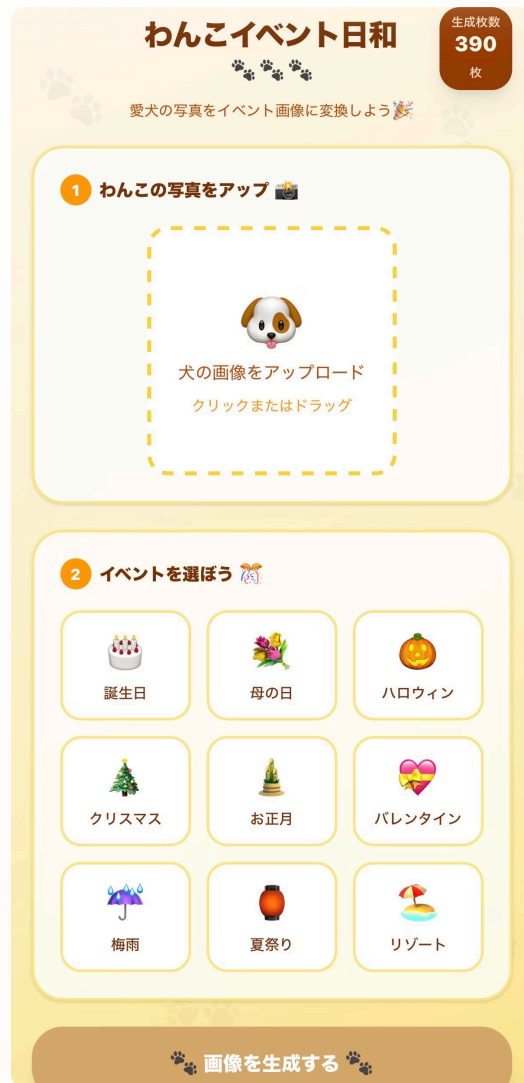 わんこイベント日和
生成枚数
390
枚
愛犬の写真をイベント画像に変換しよう
1 わんこの写真をアップ
犬の画像をアップロード
クリックまたはドラッグ
2 イベントを選ぼう
誕生日
母の日
ハロウィン
クリスマス
お正月
バレンタイン
梅雨
夏祭り
リゾート
画像を生成する